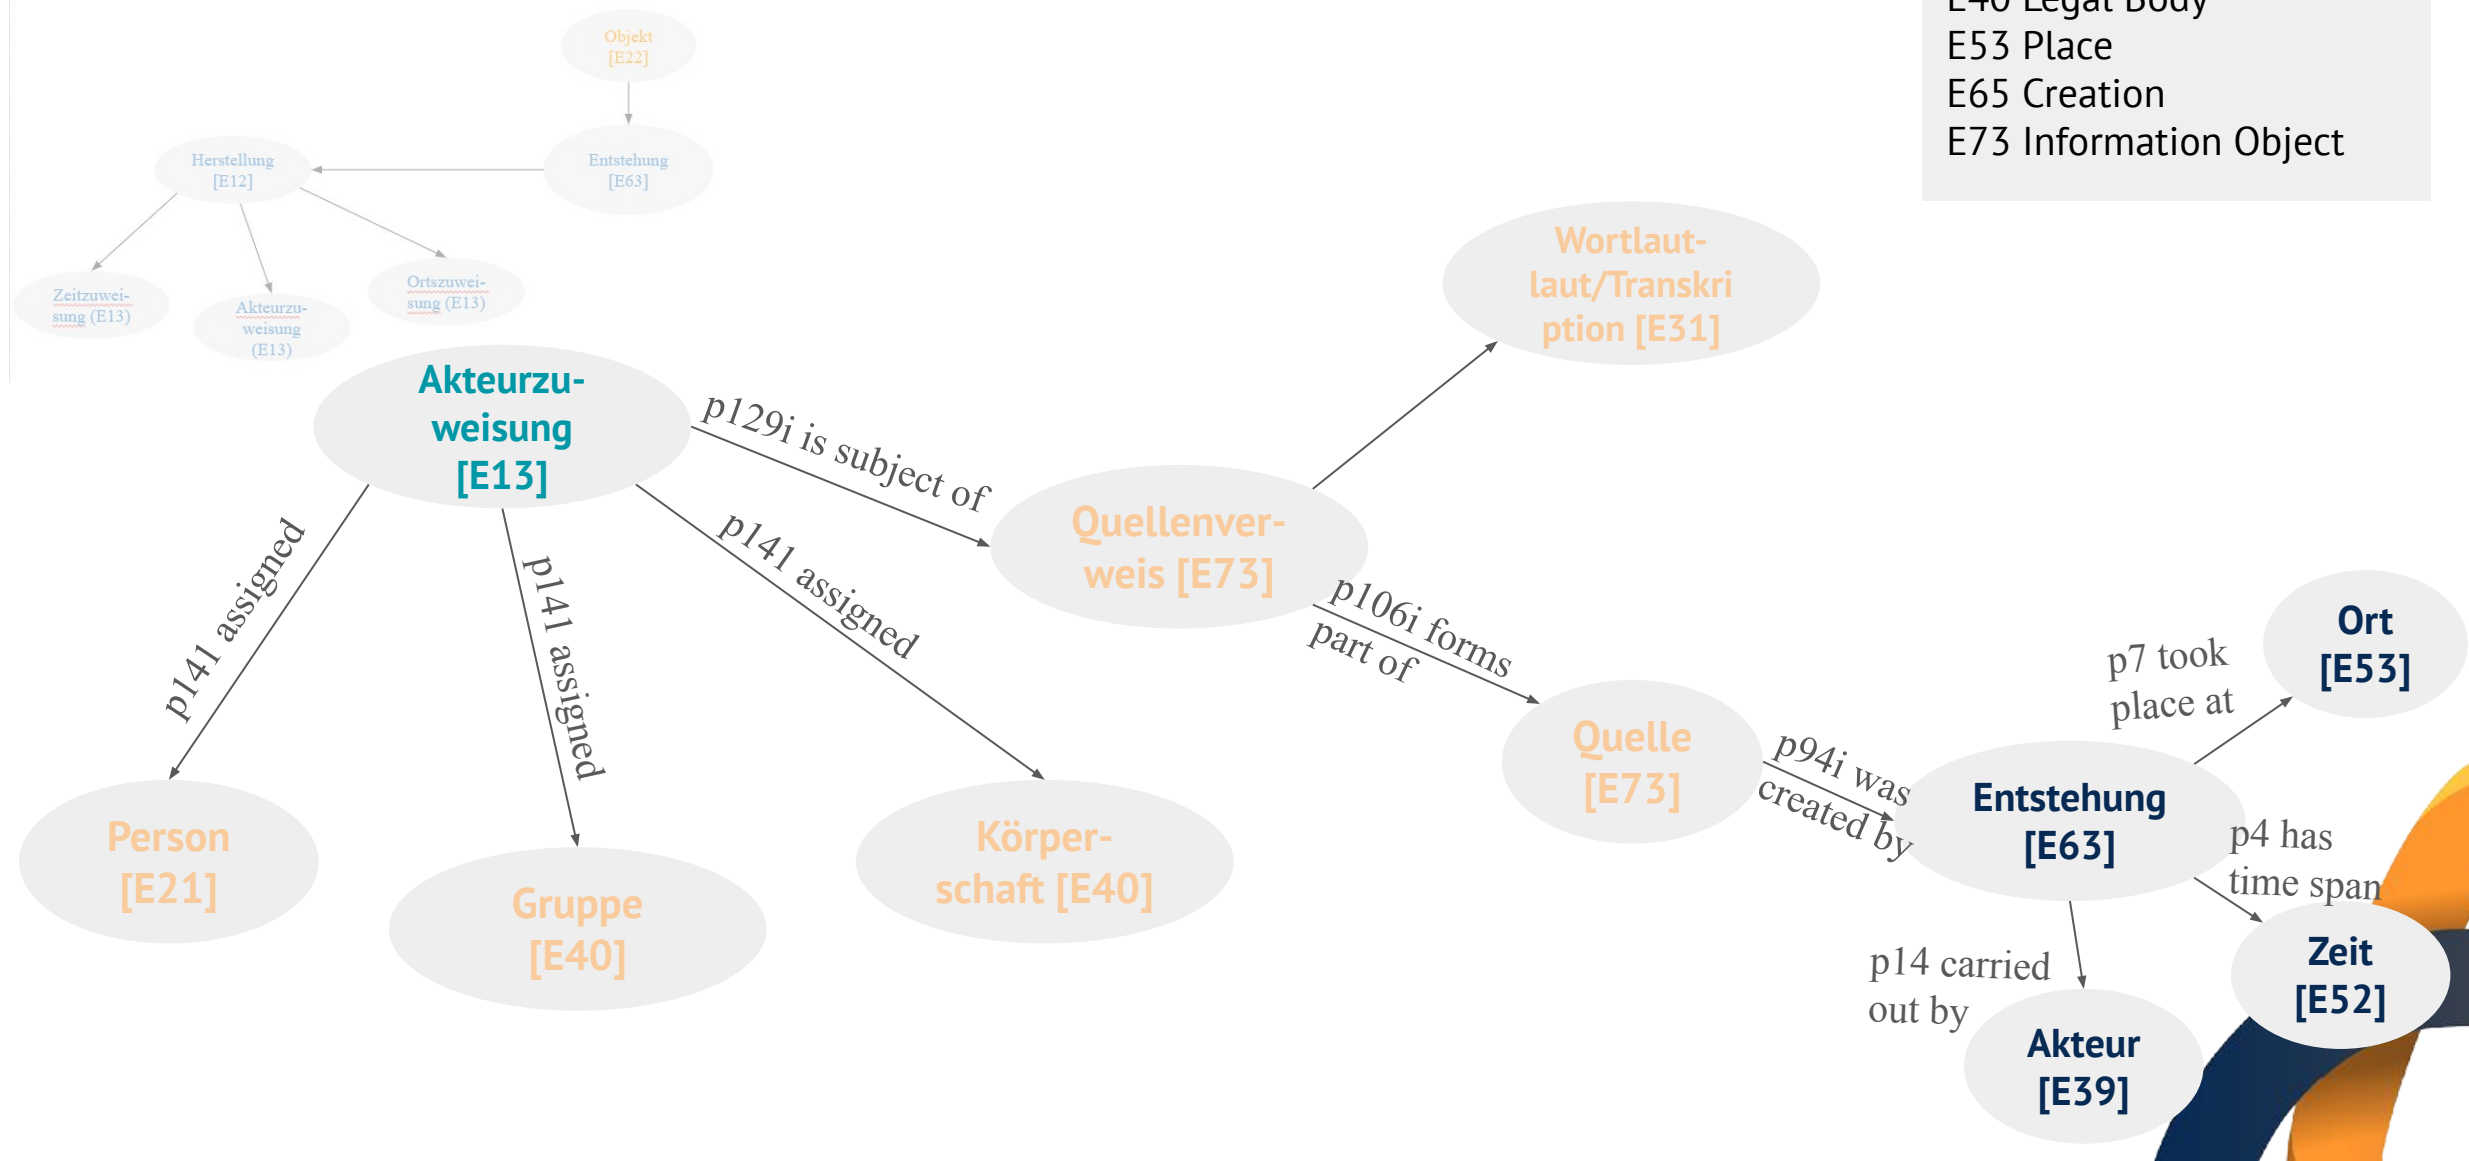 E40 Legal Body
E53 Place
E65 Creation
E73 Information Object
Objekt
[E22]
Herstellung
[E12]
Entstehung
[E63]
Zeitzuwei-
sung (E13)
Akteurzu-
weisung
(E13)
Ortszuwei-
sung (E13)
Wortlaut-
laut/Transkri
ption [E31]
Akteurzu-
weisung
[E13]
p129i is subject of
Quellenver-
weis [E73]
p141 assigned
p141 assigned
p141 assigned
p106i forms
part of
Person
[E21]
Gruppe
[E40]
Körper-
schaft [E40]
Quelle
[E73]
p94i was
created by
Entstehung
[E63]
p7 took
place at
Ort
[E53]
p4 has
time span
Zeit
[E52]
p14 carried
out by
Akteur
[E39]